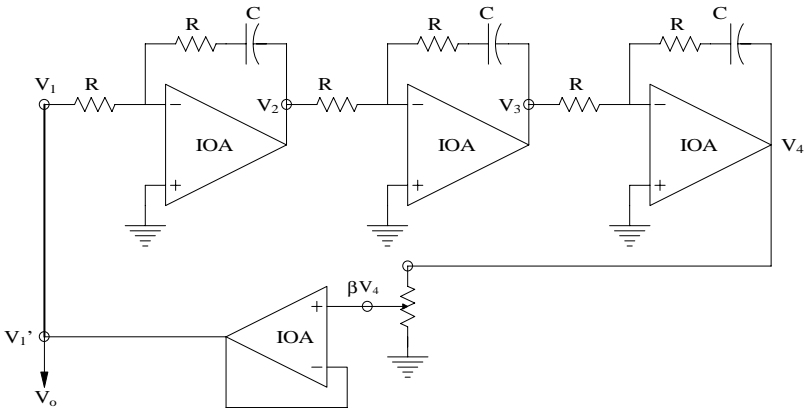 R C R C R C
V₁ R V₂ R V₃ R
− − −
IOA IOA IOA V₄
+ + +
βV₄
+
V₁’ IOA
−
Vₒ